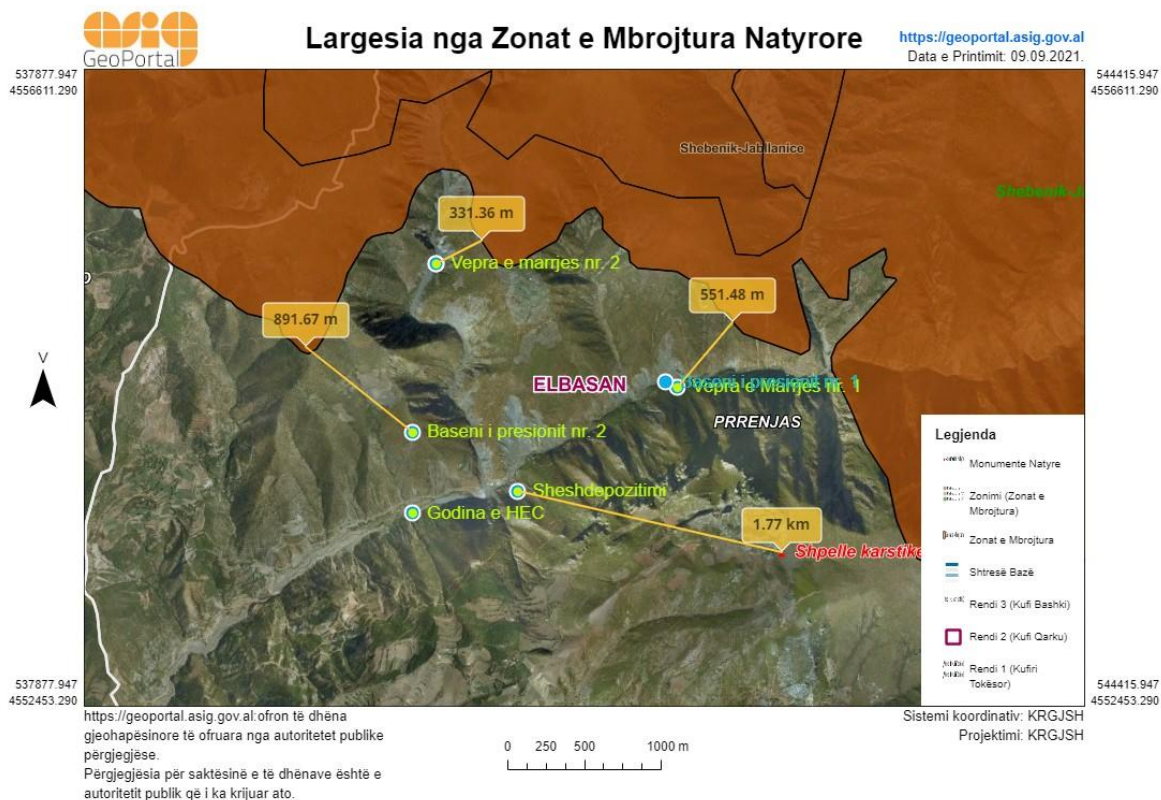 asig
GeoPortal
Largesia nga Zonat e Mbrojtura Natyrore
https://geoportal.asig.gov.al
Data e Printimit: 09.09.2021.
537877.947
4556611.290
544415.947
4556611.290
Shebenik-Jabllanice
Shebenik-J
331.36 m
Vepra e marrjes nr. 2
551.48 m
891.67 m
ELBASAN
Baseni i presionit nr. 1
Vepra e Marrjes nr. 1
PRRENJAS
Baseni i presionit nr. 2
Sheshdepozitimi
Godina e HEC
1.77 km
Shpelle karstike
Legjenda
Monumente Natyre
Zonimi (Zonat e
Mbrojtura)
Zonat e Mbrojtura
Shtresë Bazë
Rendi 3 (Kufi Bashki)
Rendi 2 (Kufi Qarku)
Rendi 1 (Kufiri
Tokësor)
537877.947
4552453.290
544415.947
4552453.290
https://geoportal.asig.gov.al:ofron të dhëna
gjeohapësinore të ofruara nga autoritetet publike
përgjegjëse.
Përgjegjësia për saktësinë e të dhënave është e
autoritetit publik që i ka krijuar ato.
0 250 500 1000 m
Sistemi koordinativ: KRGJSH
Projektimi: KRGJSH